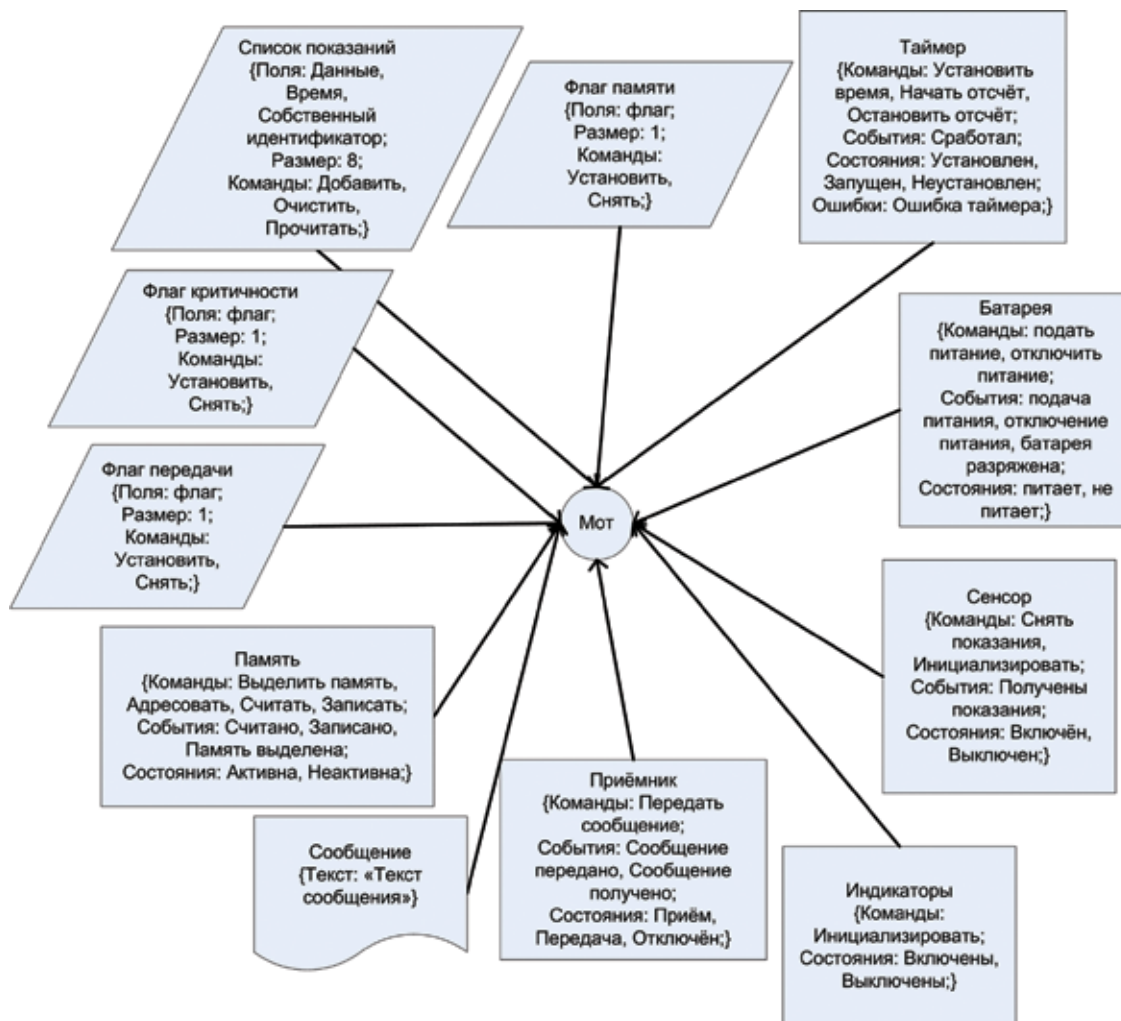 Список показаний
{Поля: Данные,
Время,
Собственный
идентификатор;
Размер: 8;
Команды: Добавить,
Очистить,
Прочитать;}
Флаг памяти
{Поля: флаг;
Размер: 1;
Команды:
Установить,
Снять;}
Таймер
{Команды: Установить
время, Начать отсчёт,
Остановить отсчёт;
События: Сработал;
Состояния: Установлен,
Запущен, Неустановлен;
Ошибки: Ошибка таймера;}
Флаг критичности
{Поля: флаг;
Размер: 1;
Команды:
Установить,
Снять;}
Батарея
{Команды: подать
питание, отключить
питание;
События: подача
питания, отключение
питания, батарея
разряжена;
Состояния: питает, не
питает;}
Флаг передачи
{Поля: флаг;
Размер: 1;
Команды:
Установить,
Снять;}
Мот
Сенсор
{Команды: Снять
показания,
Инициализировать;
События: Получены
показания;
Состояния: Включён,
Выключен;}
Память
{Команды: Выделить память,
Адресовать, Считать, Записать;
События: Считано, Записано,
Память выделена;
Состояния: Активна, Неактивна;}
Приёмник
{Команды: Передать
сообщение;
События: Сообщение
передано, Сообщение
получено;
Состояния: Приём,
Передача, Отключён;}
Сообщение
{Текст: «Текст
сообщения»}
Индикаторы
{Команды:
Инициализировать;
Состояния: Включены,
Выключены;}